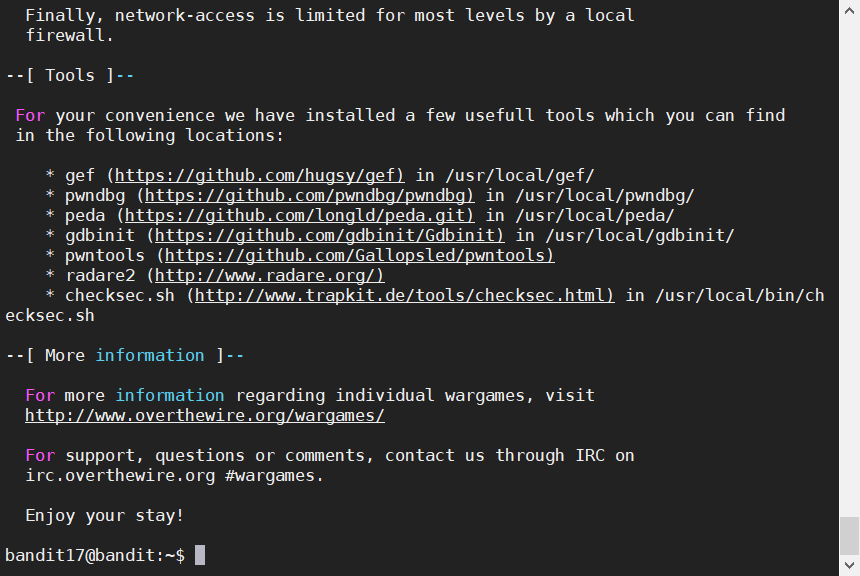 Finally, network-access is limited for most levels by a local
firewall.
--[ Tools ]--
For your convenience we have installed a few usefull tools which you can find
in the following locations:
* gef (https://github.com/hugsy/gef) in /usr/local/gef/
* pwndbg (https://github.com/pwndbg/pwndbg) in /usr/local/pwndbg/
* peda (https://github.com/longld/peda.git) in /usr/local/peda/
* gdbinit (https://github.com/gdbinit/Gdbinit) in /usr/local/gdbinit/
* pwntools (https://github.com/Gallopsled/pwntools)
* radare2 (http://www.radare.org/)
* checksec.sh (http://www.trapkit.de/tools/checksec.html) in /usr/local/bin/ch
ecksec.sh
--[ More information ]--
For more information regarding individual wargames, visit
http://www.overthewire.org/wargames/
For support, questions or comments, contact us through IRC on
irc.overthewire.org #wargames.
Enjoy your stay!
bandit17@bandit:~$